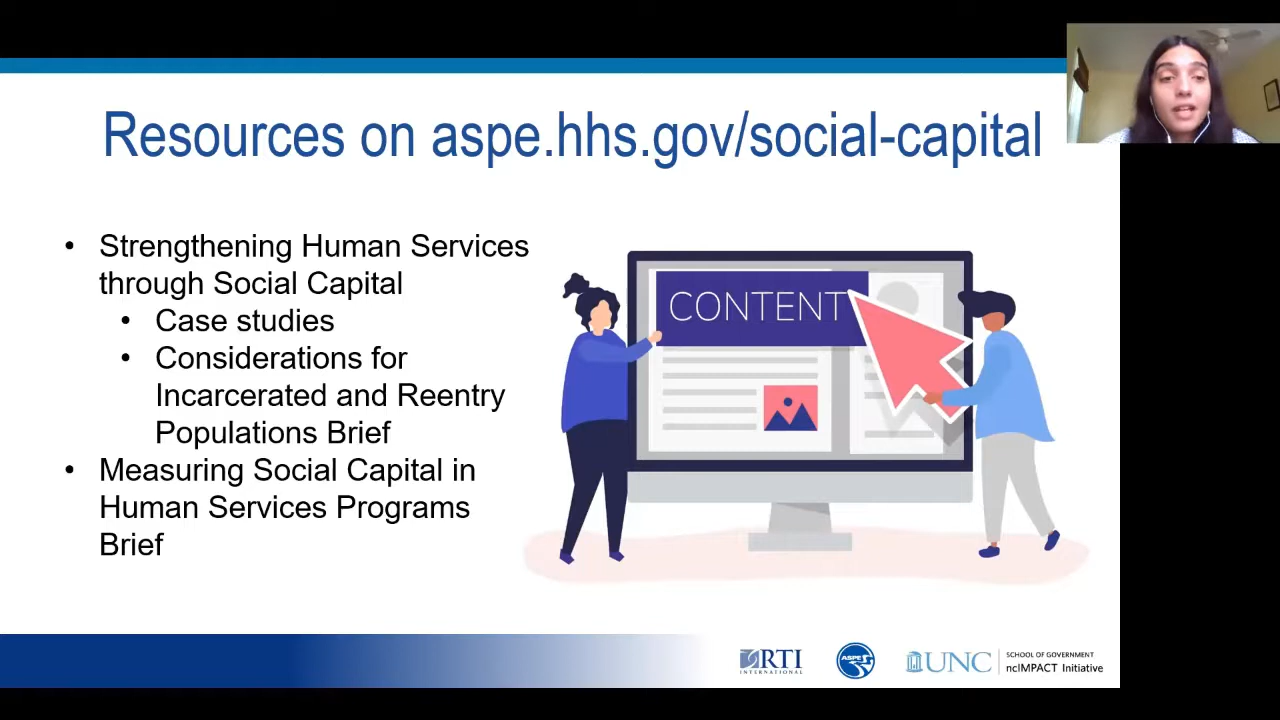 Resources on aspe.hhs.gov/social-capital
• Strengthening Human Services
through Social Capital
• Case studies
• Considerations for
Incarcerated and Reentry
Populations Brief
• Measuring Social Capital in
Human Services Programs
Brief
CONTENT
RTI
INTERNATIONAL
ASPE
UNC
SCHOOL OF GOVERNMENT
ncIMPACT Initiative